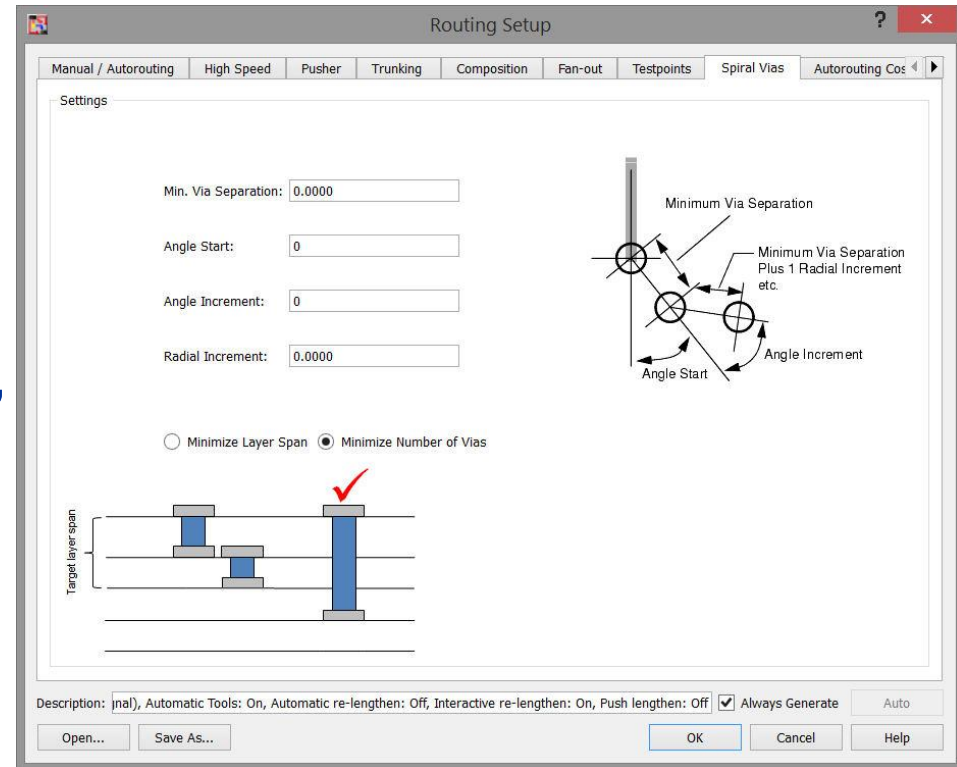 Routing Setup
?
Manual / Autorouting High Speed Pusher Trunking Composition Fan-out Testpoints Spiral Vias Autorouting Cos
Settings
Min. Via Separation: 0.0000
Angle Start: 0
Angle Increment: 0
Radial Increment: 0.0000
Minimum Via Separation
Minimum Via Separation
Plus 1 Radial Increment
etc.
Angle Increment
Angle Start
Minimize Layer Span Minimize Number of Vias
Target layer span
Description: nal), Automatic Tools: On, Automatic re-lengthen: Off, Interactive re-lengthen: On, Push lengthen: Off Always Generate Auto
Open... Save As... OK Cancel Help